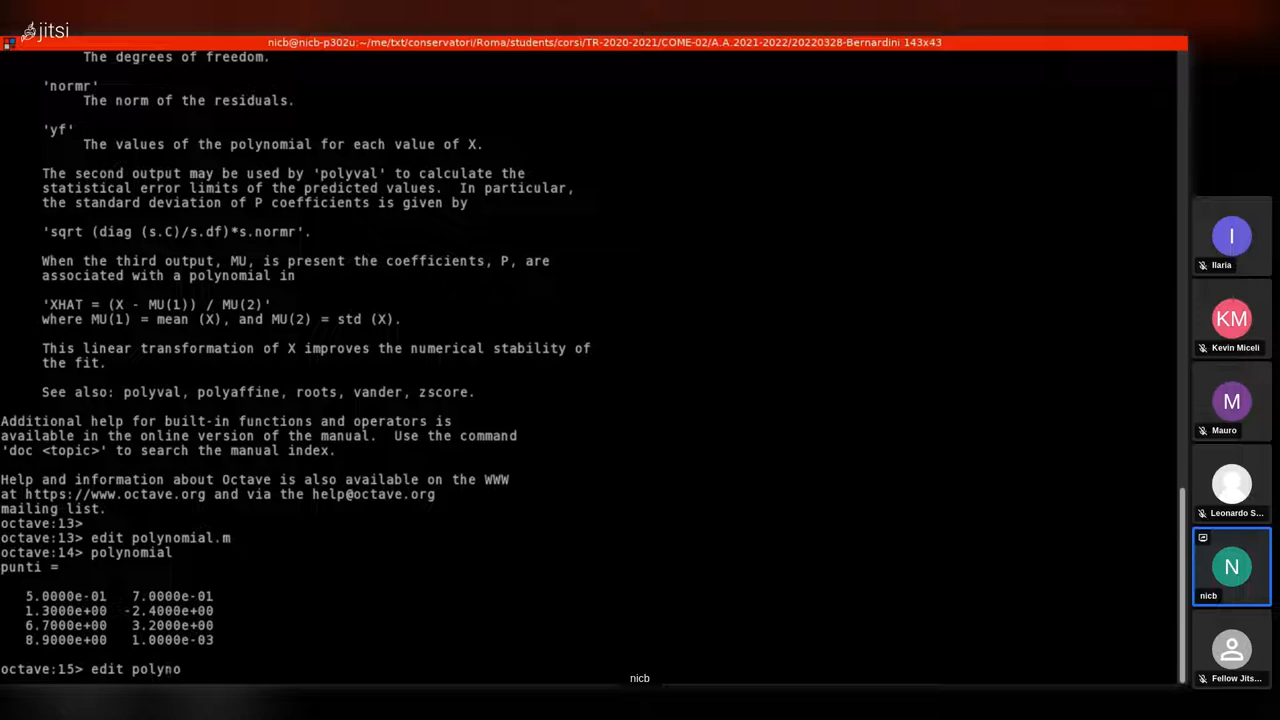 jitsi
nicb@nicb-p302u:~/me/txt/conservatori/Roma/students/corsi/TR-2020-2021/COME-02/A.A.2021-2022/20220328-Bernardini 143x43
The degrees of freedom.
'normr'
The norm of the residuals.
'yf'
The values of the polynomial for each value of X.
The second output may be used by 'polyval' to calculate the
statistical error limits of the predicted values.  In particular,
the standard deviation of P coefficients is given by
'sqrt (diag (s.C)/s.df)*s.normr'.
When the third output, MU, is present the coefficients, P, are
associated with a polynomial in
'XHAT = (X - MU(1)) / MU(2)'
where MU(1) = mean (X), and MU(2) = std (X).
This linear transformation of X improves the numerical stability of
the fit.
See also: polyval, polyaffine, roots, vander, zscore.
Additional help for built-in functions and operators is
available in the online version of the manual.  Use the command
'doc <topic>' to search the manual index.
Help and information about Octave is also available on the WWW
at https://www.octave.org and via the help@octave.org
mailing list.
octave:13>
octave:13> edit polynomial.m
octave:14> polynomial
punti =
5.0000e-01   7.0000e-01
1.3000e+00  -2.4000e+00
6.7000e+00   3.2000e+00
8.9000e+00   1.0000e-03
octave:15> edit polyno
nicb
I
Ilaria
KM
Kevin Miceli
M
Mauro
Leonardo S...
N
nicb
Fellow Jits...